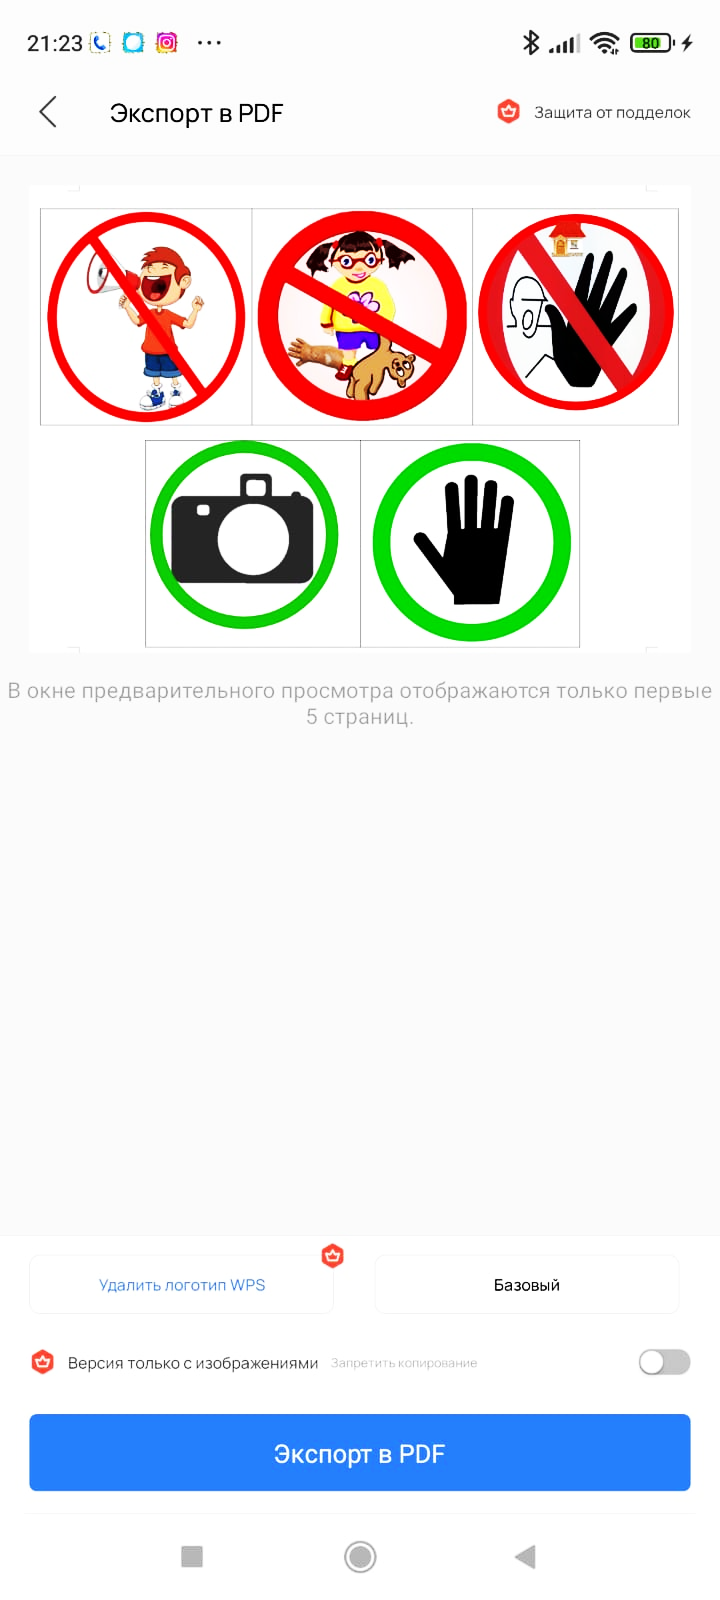 21:23
80
Экспорт в PDF
Защита от подделок
В окне предварительного просмотра отображаются только первые
5 страниц.
Удалить логотип WPS
Базовый
Версия только с изображениями Запретить копирование
Экспорт в PDF